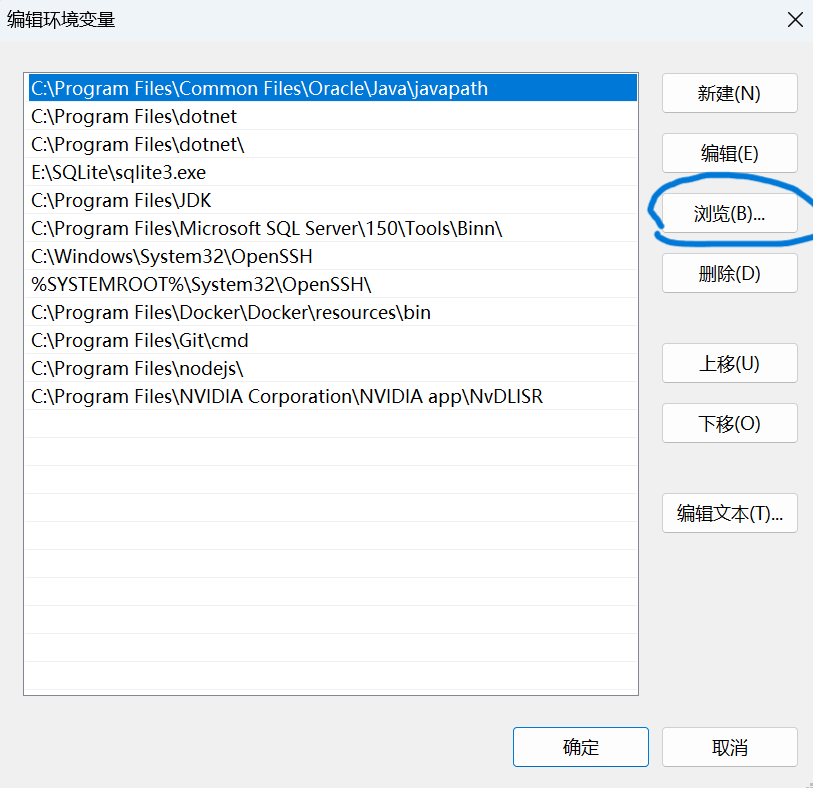 编辑环境变量
C:\Program Files\Common Files\Oracle\Java\javapath
C:\Program Files\dotnet
C:\Program Files\dotnet\
E:\SQLite\sqlite3.exe
C:\Program Files\JDK
C:\Program Files\Microsoft SQL Server\150\Tools\Binn\
C:\Windows\System32\OpenSSH
%SYSTEMROOT%\System32\OpenSSH\
C:\Program Files\Docker\Docker\resources\bin
C:\Program Files\Git\cmd
C:\Program Files\nodejs\
C:\Program Files\NVIDIA Corporation\NVIDIA app\NvDLISR
新建(N)
编辑(E)
浏览(B)...
删除(D)
上移(U)
下移(O)
编辑文本(T)...
确定
取消